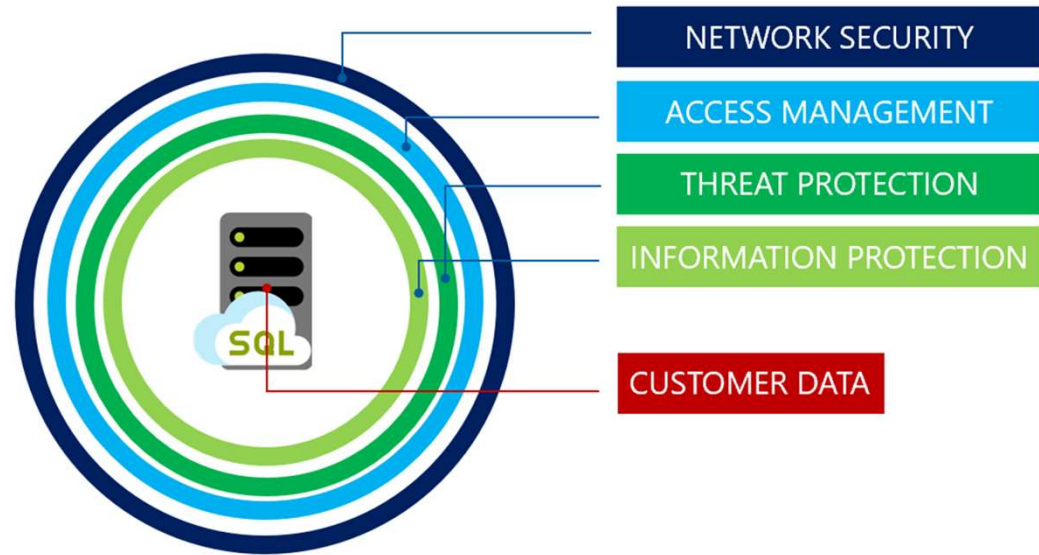 NETWORK SECURITY
ACCESS MANAGEMENT
THREAT PROTECTION
INFORMATION PROTECTION
SQL
CUSTOMER DATA